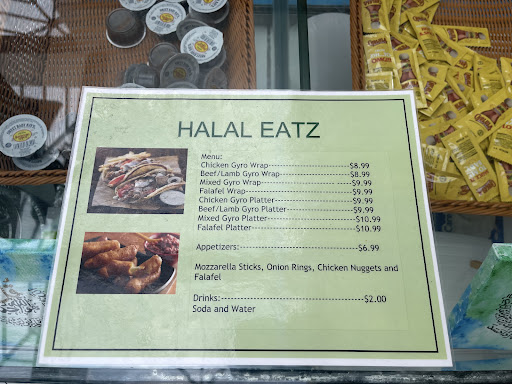 HALAL EATZ
Menu:
Chicken Gyro Wrap------------------------$8.99
Beef/Lamb Gyro Wrap--------------------$8.99
Mixed Gyro Wrap--------------------------$9.99
Falafel Wrap-------------------------------$9.99
Chicken Gyro Platter---------------------$9.99
Beef/Lamb Gyro Platter-----------------$9.99
Mixed Gyro Platter-----------------------$10.99
Falafel Platter----------------------------$10.99
Appetizers:-------------------------------$6.99
Mozzarella Sticks, Onion Rings, Chicken Nuggets and
Falafel
Drinks:-------------------------------------$2.00
Soda and Water